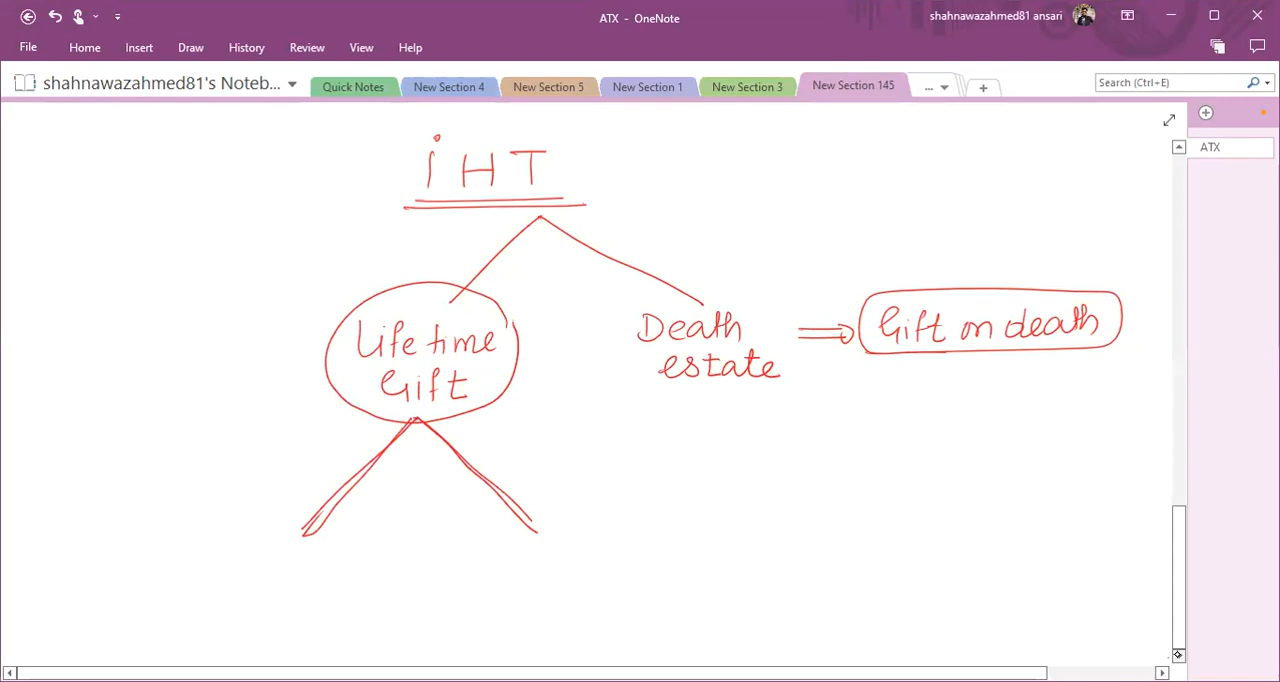 ATX - OneNote
shahnawazahmed81 ansari
File Home Insert Draw History Review View Help
shahnawazahmed81's Noteb...
Quick Notes New Section 4 New Section 5 New Section 1 New Section 3 New Section 145 ...
Search (Ctrl+E)
ATX
iHT
Life time
Gift
Death
estate
Gift on death